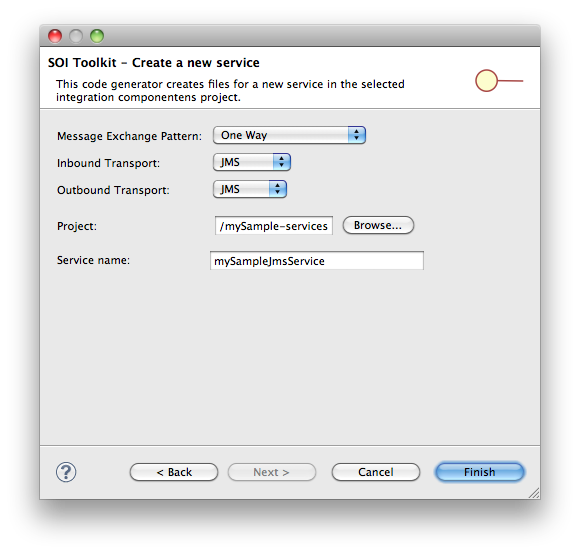 SOI Toolkit – Create a new service
This code generator creates files for a new service in the selected
integration componentens project.
Message Exchange Pattern: One Way
Inbound Transport: JMS
Outbound Transport: JMS
Project: /mySample-services Browse...
Service name: mySampleJmsService
? < Back Next > Cancel Finish